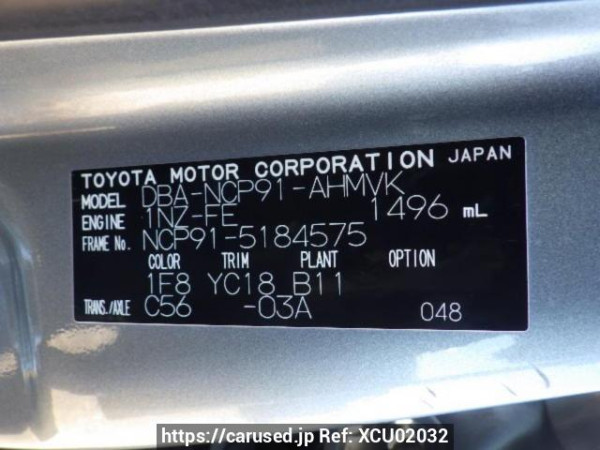 TOYOTA MOTOR CORPORATION JAPAN
MODEL DBA-NCP91-AHMVK
ENGINE 1NZ-FE 1496 mL
FRAME No. NCP91-5184575
COLOR TRIM PLANT OPTION
1F8 YC18 B11
TRANS./AXLE C56 -03A 048
https://carused.jp Ref: XCU02032